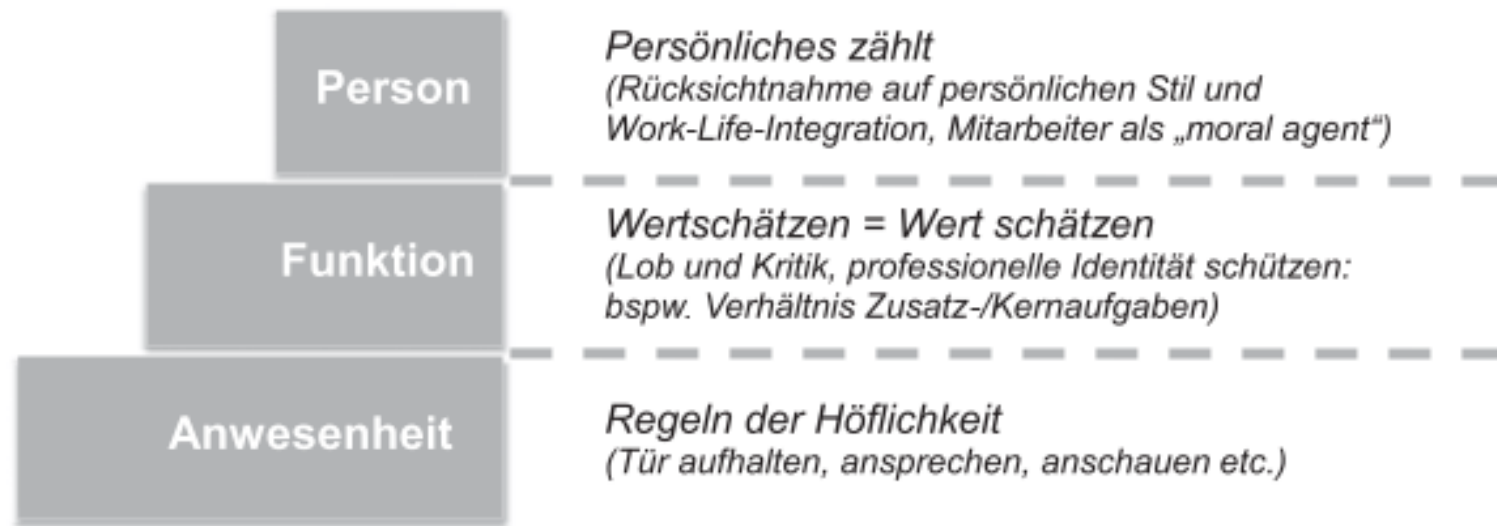 Person
Persönliches zählt
(Rücksichtnahme auf persönlichen Stil und
Work-Life-Integration, Mitarbeiter als „moral agent“)
Funktion
Wertschätzen = Wert schätzen
(Lob und Kritik, professionelle Identität schützen:
bspw. Verhältnis Zusatz-/Kernaufgaben)
Anwesenheit
Regeln der Höflichkeit
(Tür aufhalten, ansprechen, anschauen etc.)